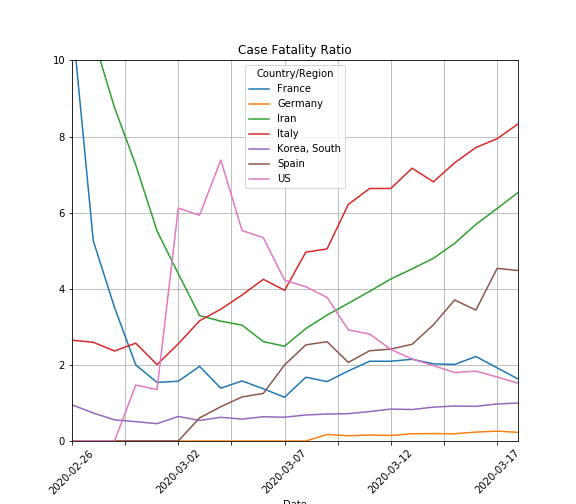 Case Fatality Ratio
10
8
6
4
2
0
Country/Region
France
Germany
Iran
Italy
Korea, South
Spain
US
2020-02-26
2020-03-02
2020-03-07
2020-03-12
2020-03-17
Date